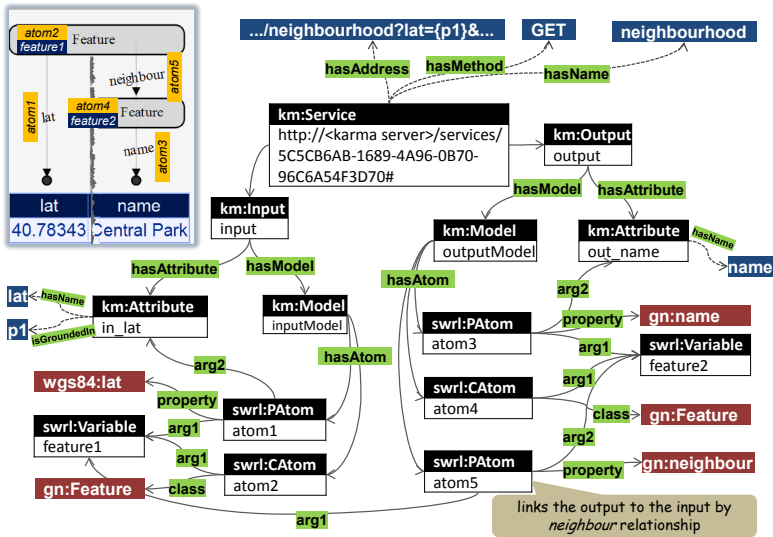 .../neighbourhood?lat={p1}&...
GET
neighbourhood
hasAddress
hasMethod
hasName
atom2
feature1
Feature
atom1
lat
neighbour
atom5
atom4
feature2
Feature
name
atom3
lat
name
40.78343
Central Park
km:Service
http://<karma server>/services/
5C5CB6AB-1689-4A96-0B70-
96C6A54F3D70#
km:Output
output
hasModel
hasAttribute
km:Input
input
km:Model
outputModel
km:Attribute
out_name
hasName
name
hasAttribute
hasModel
hasAtom
lat
hasName
p1
isGroundedIn
km:Attribute
in_lat
km:Model
inputModel
arg2
property
gn:name
swrl:PAtom
atom3
arg1
swrl:Variable
feature2
hasAtom
arg2
wgs84:lat
property
swrl:PAtom
atom1
arg1
swrl:CAtom
atom4
arg1
class
gn:Feature
swrl:Variable
feature1
arg1
swrl:CAtom
atom2
class
gn:Feature
arg2
swrl:PAtom
atom5
property
gn:neighbour
arg1
links the output to the input by
neighbour relationship